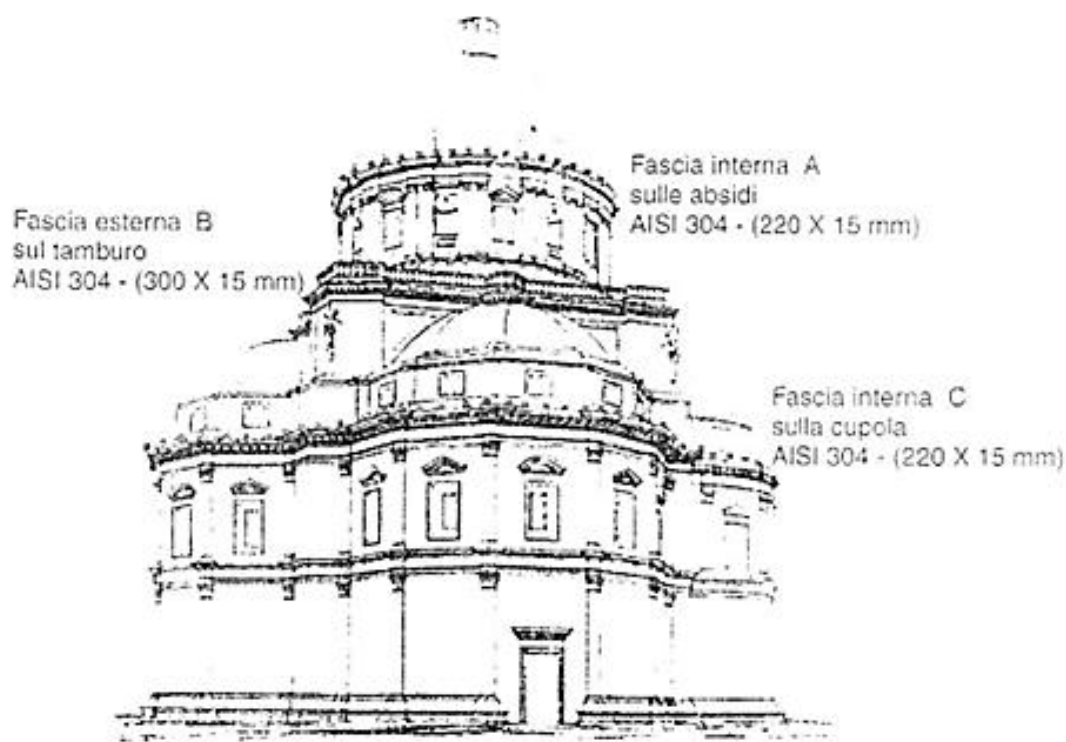 Fascia interna A
sulle absidi
AISI 304 - (220 X 15 mm)
Fascia esterna B
sul tamburo
AISI 304 - (300 X 15 mm)
Fascia interna C
sulla cupola
AISI 304 - (220 X 15 mm)